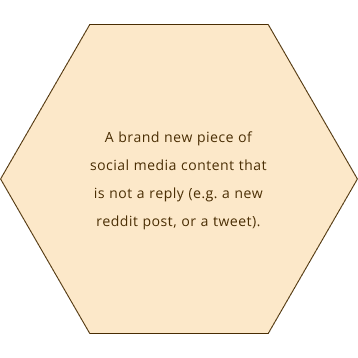 A brand new piece of
social media content that
is not a reply (e.g. a new
reddit post, or a tweet).